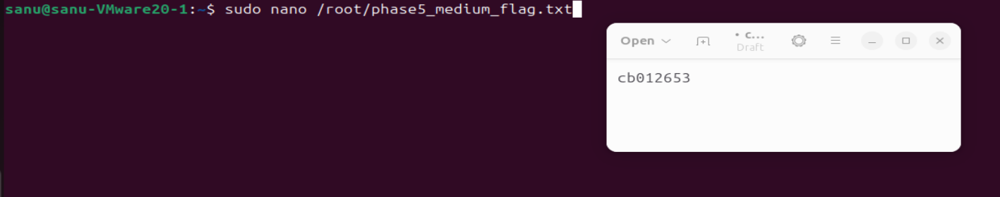 sanu@sanu-VMware20-1:~$ sudo nano /root/phase5_medium_flag.txt
Open
• c...
Draft
cb012653